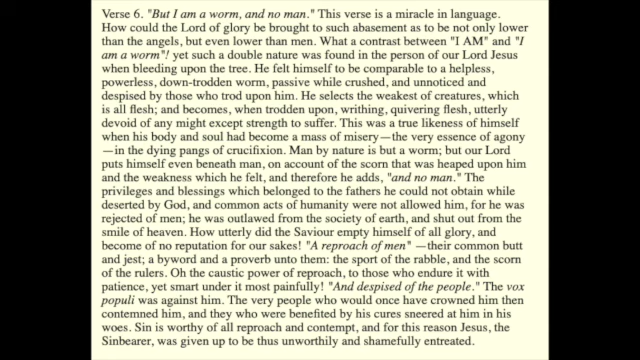 Verse 6. "But I am a worm, and no man." This verse is a miracle in language.
How could the Lord of glory be brought to such abasement as to be not only lower
than the angels, but even lower than men. What a contrast between "I AM" and "I
am a worm"! yet such a double nature was found in the person of our Lord Jesus
when bleeding upon the tree. He felt himself to be comparable to a helpless,
powerless, down-trodden worm, passive while crushed, and unnoticed and
despised by those who trod upon him. He selects the weakest of creatures, which
is all flesh; and becomes, when trodden upon, writhing, quivering flesh, utterly
devoid of any might except strength to suffer. This was a true likeness of himself
when his body and soul had become a mass of misery—the very essence of agony
—in the dying pangs of crucifixion. Man by nature is but a worm; but our Lord
puts himself even beneath man, on account of the scorn that was heaped upon him
and the weakness which he felt, and therefore he adds, "and no man." The
privileges and blessings which belonged to the fathers he could not obtain while
deserted by God, and common acts of humanity were not allowed him, for he was
rejected of men; he was outlawed from the society of earth, and shut out from the
smile of heaven. How utterly did the Saviour empty himself of all glory, and
become of no reputation for our sakes! "A reproach of men" —their common butt
and jest; a byword and a proverb unto them: the sport of the rabble, and the scorn
of the rulers. Oh the caustic power of reproach, to those who endure it with
patience, yet smart under it most painfully! "And despised of the people." The vox
populi was against him. The very people who would once have crowned him then
contemned him, and they who were benefited by his cures sneered at him in his
woes. Sin is worthy of all reproach and contempt, and for this reason Jesus, the
Sinbearer, was given up to be thus unworthily and shamefully entreated.